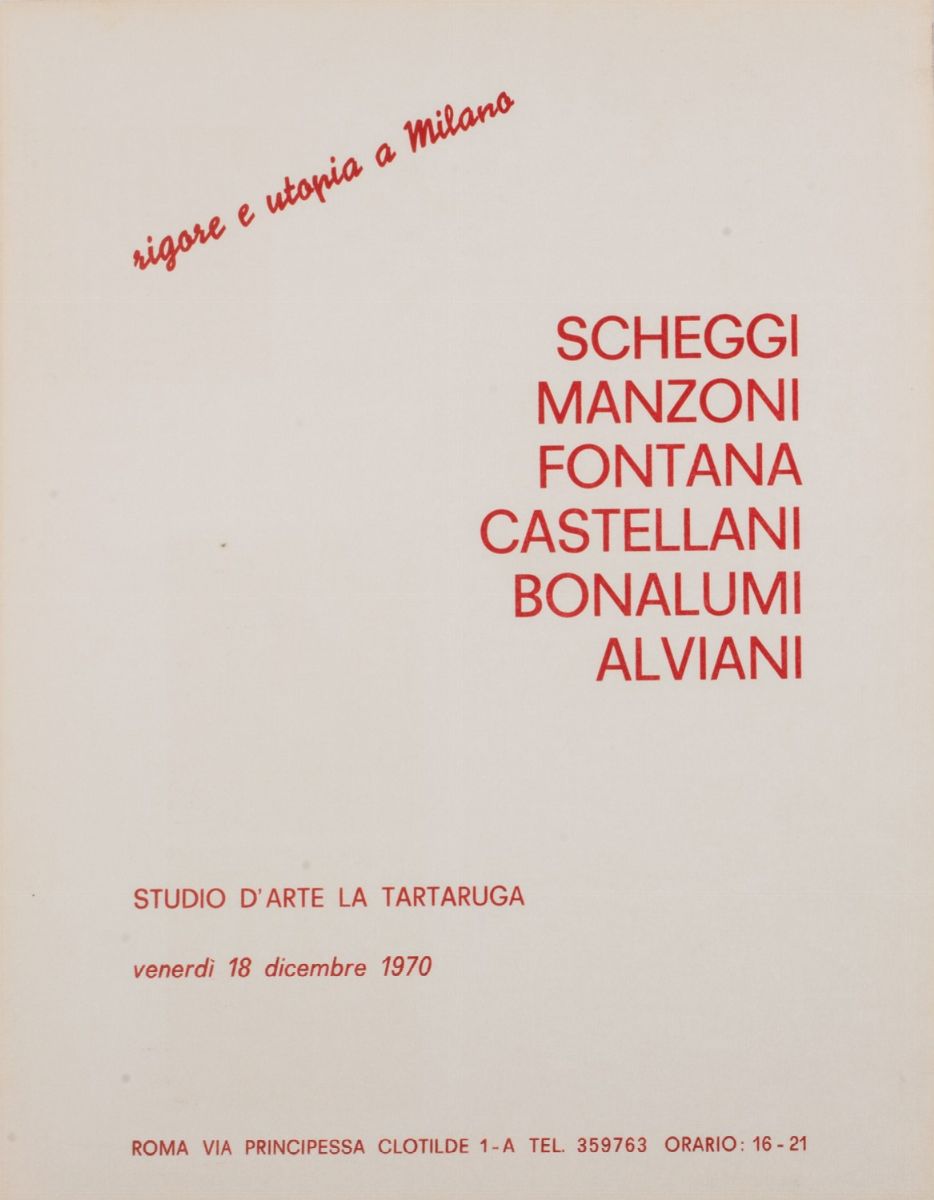 rigore e utopia a Milano
SCHEGGI
MANZONI
FONTANA
CASTELLANI
BONALUMI
ALVIANI
STUDIO D'ARTE LA TARTARUGA
venerdì 18 dicembre 1970
ROMA VIA PRINCIPESSA CLOTILDE 1-A TEL. 359763 ORARIO: 16-21